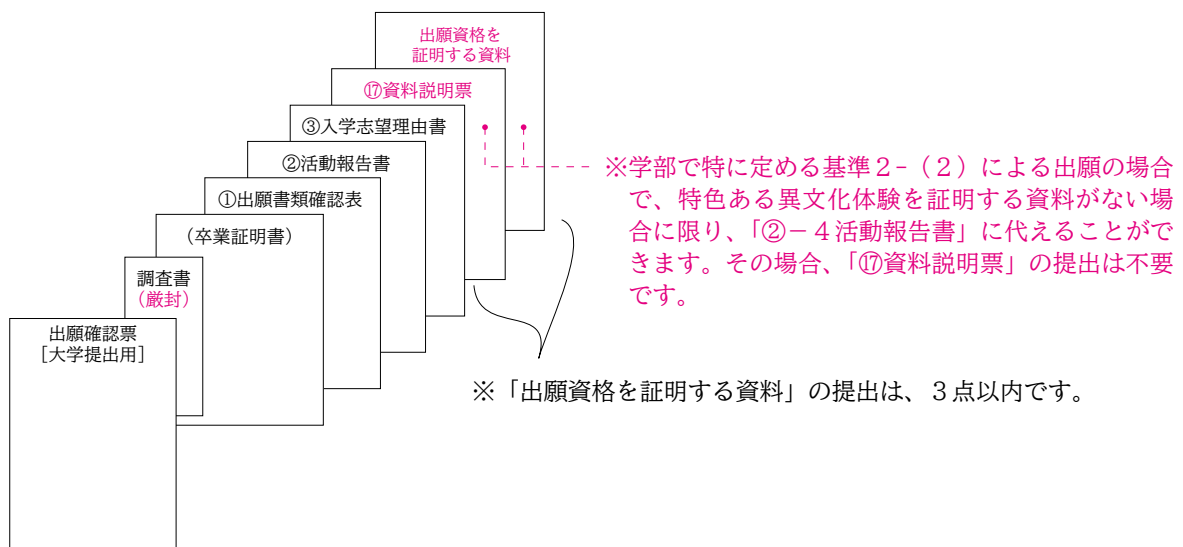 出願資格を
証明する資料
⑰資料説明票
③入学志望理由書
②活動報告書
①出願書類確認表
(卒業証明書)
調査書
(厳封)
出願確認票
[大学提出用]
※学部で特に定める基準2-(2)による出願の場合
で、特色ある異文化体験を証明する資料がない場
合に限り、「②-4活動報告書」に代えることがで
きます。その場合、「⑰資料説明票」の提出は不要
です。
※「出願資格を証明する資料」の提出は、3点以内です。